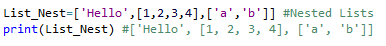 List_Nest=['Hello',[1,2,3,4],['a','b']] #Nested Lists
print(List_Nest) #['Hello', [1, 2, 3, 4], ['a', 'b']]